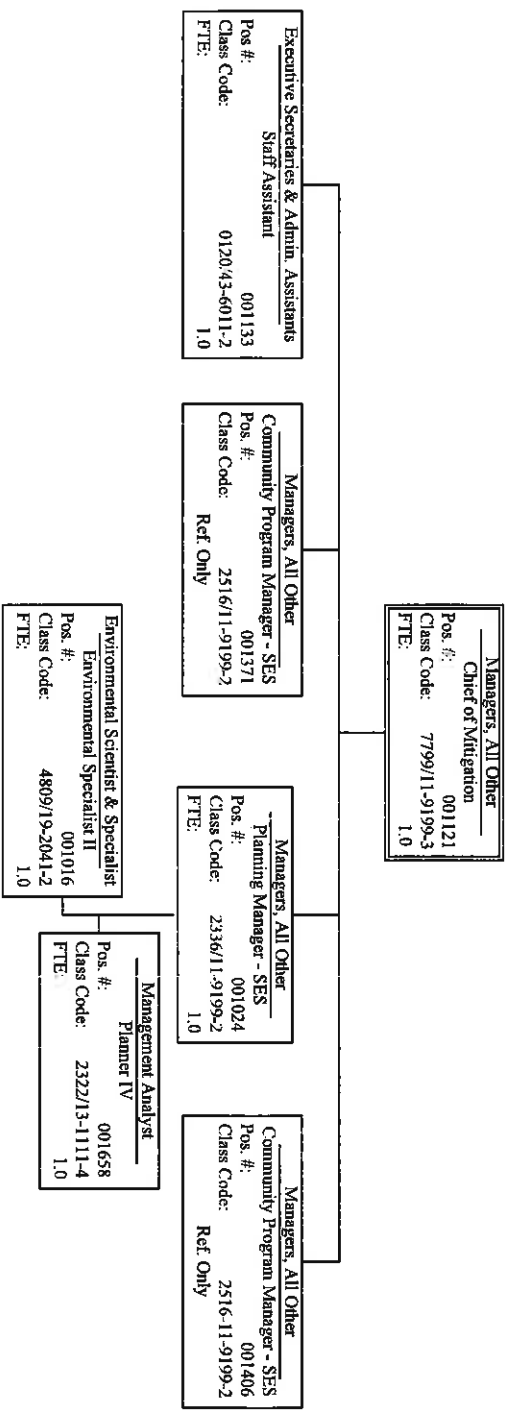 Managers, All Other
Chief of Mitigation
Pos. #: 001121
Class Code: 7799/11-9199-3
FTE: 1.0
Executive Secretaries & Admin. Assistants
Staff Assistant
Pos #: 001133
Class Code: 0120/43-6011-2
FTE: 1.0
Managers, All Other
Community Program Manager - SES
Pos. #: 001371
Class Code: 2516/11-9199-2
Ref. Only
Managers, All Other
Planning Manager - SES
Pos. #: 001024
Class Code: 2336/11-9199-2
FTE: 1.0
Managers, All Other
Community Program Manager - SES
Pos. #: 001406
Class Code: 2516-11-9199-2
Ref. Only
Environmental Scientist & Specialist
Environmental Specialist II
Pos. #: 001016
Class Code: 4809/19-2041-2
FTE: 1.0
Management Analyst
Planner IV
Pos. #: 001658
Class Code: 2322/13-1111-4
FTE: 1.0